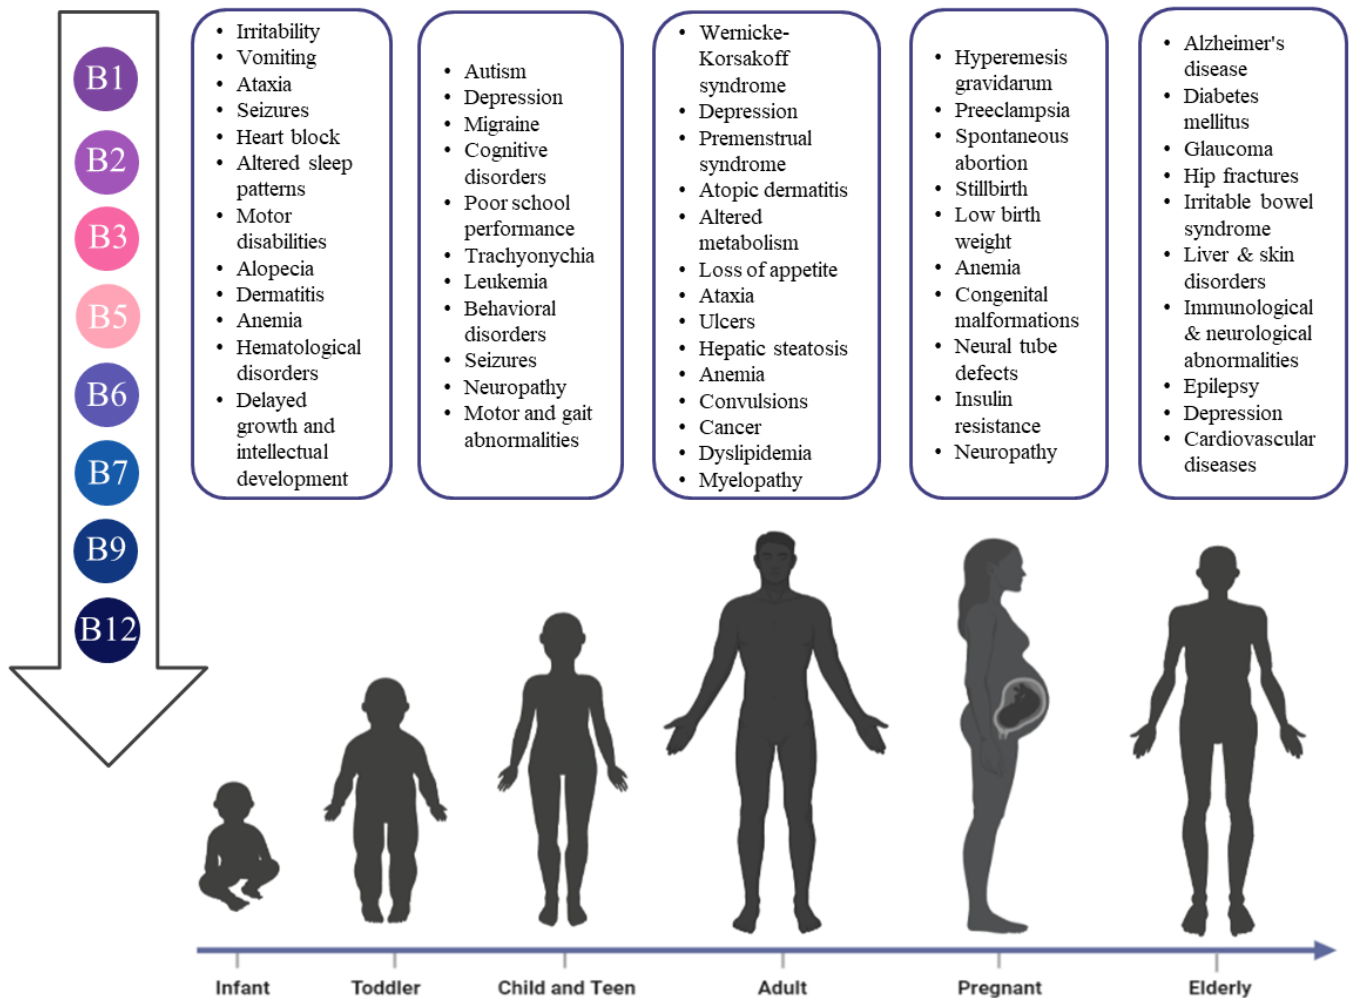 B1
B2
B3
B5
B6
B7
B9
B12
• Irritability
• Vomiting
• Ataxia
• Seizures
• Heart block
• Altered sleep
patterns
• Motor
disabilities
• Alopecia
• Dermatitis
• Anemia
• Hematological
disorders
• Delayed
growth and
intellectual
development
• Autism
• Depression
• Migraine
• Cognitive
disorders
• Poor school
performance
• Trachyonychia
• Leukemia
• Behavioral
disorders
• Seizures
• Neuropathy
• Motor and gait
abnormalities
• Wernicke-
Korsakoff
syndrome
• Depression
• Premenstrual
syndrome
• Atopic dermatitis
• Altered
metabolism
• Loss of appetite
• Ataxia
• Ulcers
• Hepatic steatosis
• Anemia
• Convulsions
• Cancer
• Dyslipidemia
• Myelopathy
• Hyperemesis
gravidarum
• Preeclampsia
• Spontaneous
abortion
• Stillbirth
• Low birth
weight
• Anemia
• Congenital
malformations
• Neural tube
defects
• Insulin
resistance
• Neuropathy
• Alzheimer's
disease
• Diabetes
mellitus
• Glaucoma
• Hip fractures
• Irritable bowel
syndrome
• Liver & skin
disorders
• Immunological
& neurological
abnormalities
• Epilepsy
• Depression
• Cardiovascular
diseases
Infant
Toddler
Child and Teen
Adult
Pregnant
Elderly